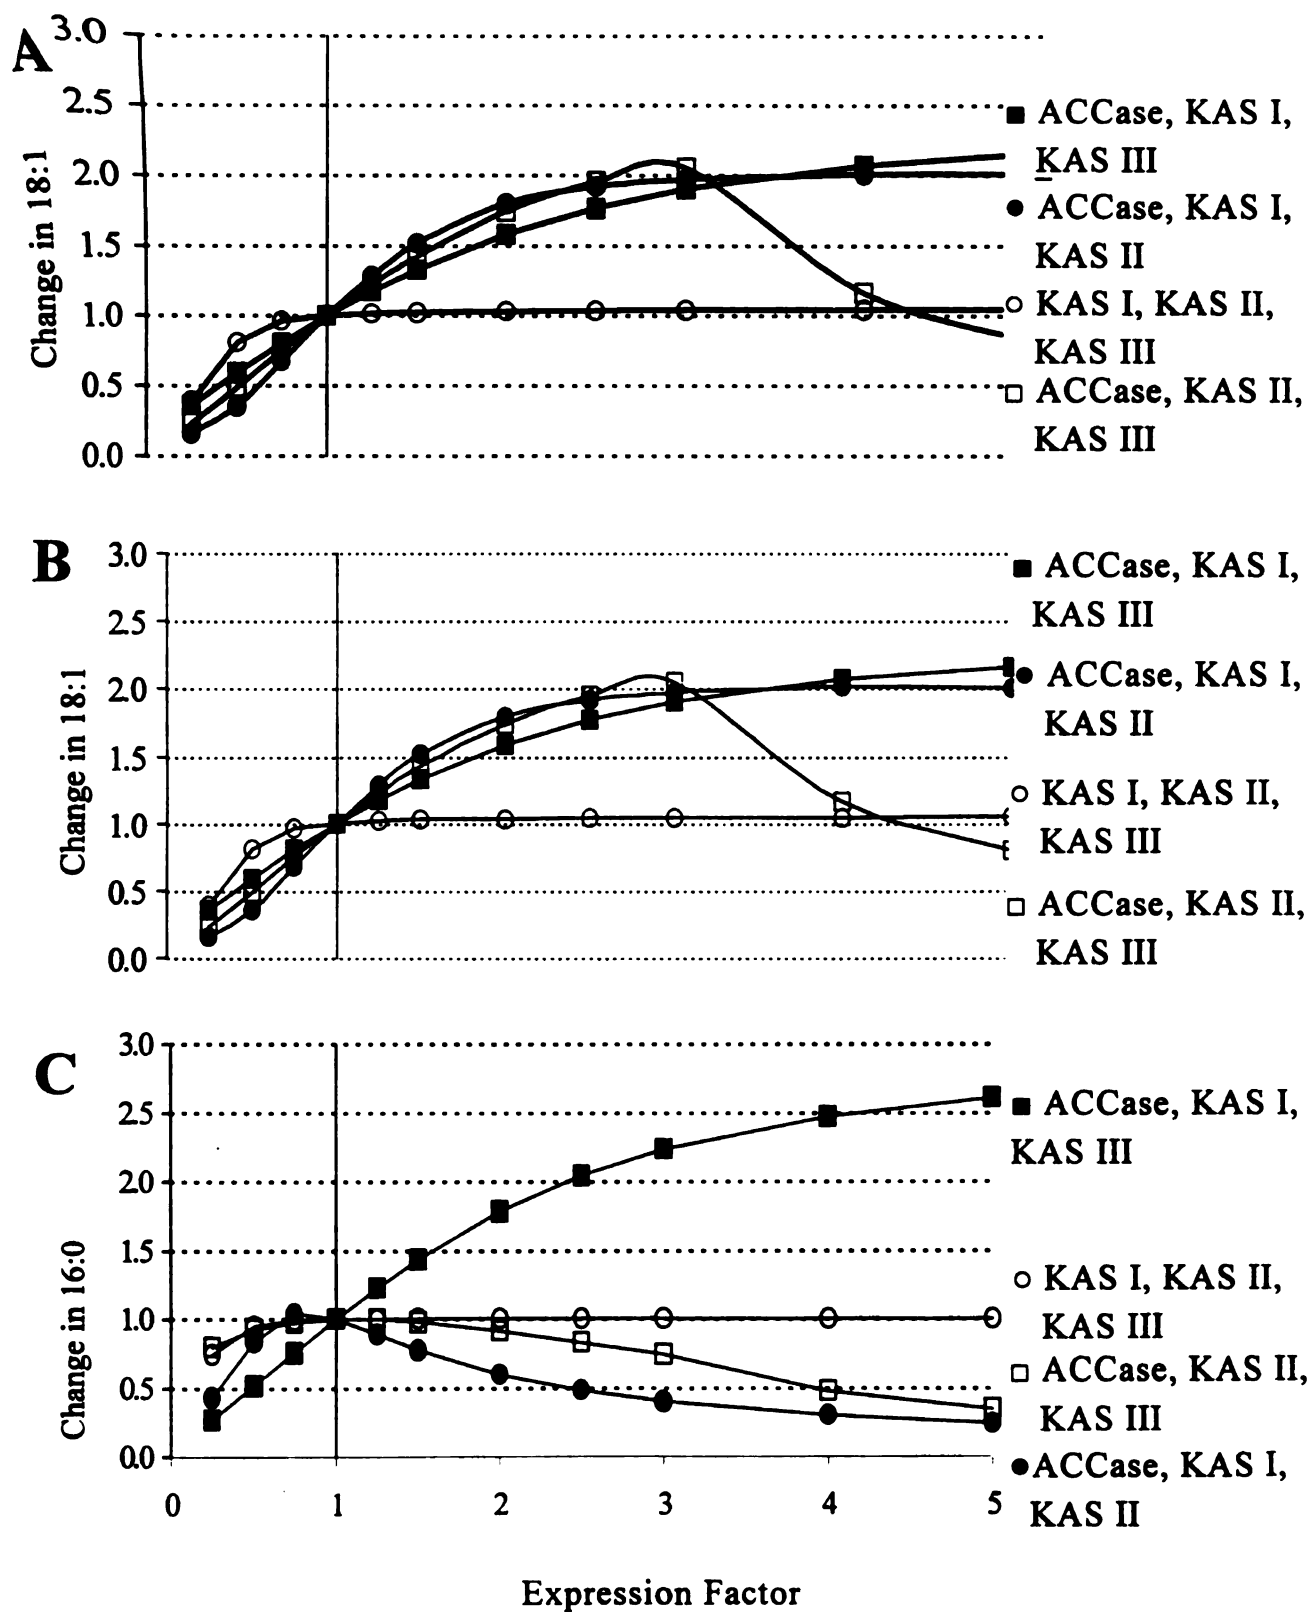 A
3.0
2.5
2.0
1.5
1.0
0.5
0.0
Change in 18:1
ACCase, KAS I,
KAS III
ACCase, KAS I,
KAS II
KAS I, KAS II,
KAS III
ACCase, KAS II,
KAS III
B
3.0
2.5
2.0
1.5
1.0
0.5
0.0
Change in 18:1
ACCase, KAS I,
KAS III
ACCase, KAS I,
KAS II
KAS I, KAS II,
KAS III
ACCase, KAS II,
KAS III
C
3.0
2.5
2.0
1.5
1.0
0.5
0.0
Change in 16:0
ACCase, KAS I,
KAS III
KAS I, KAS II,
KAS III
ACCase, KAS II,
KAS III
ACCase, KAS I,
KAS II
0 1 2 3 4 5
Expression Factor